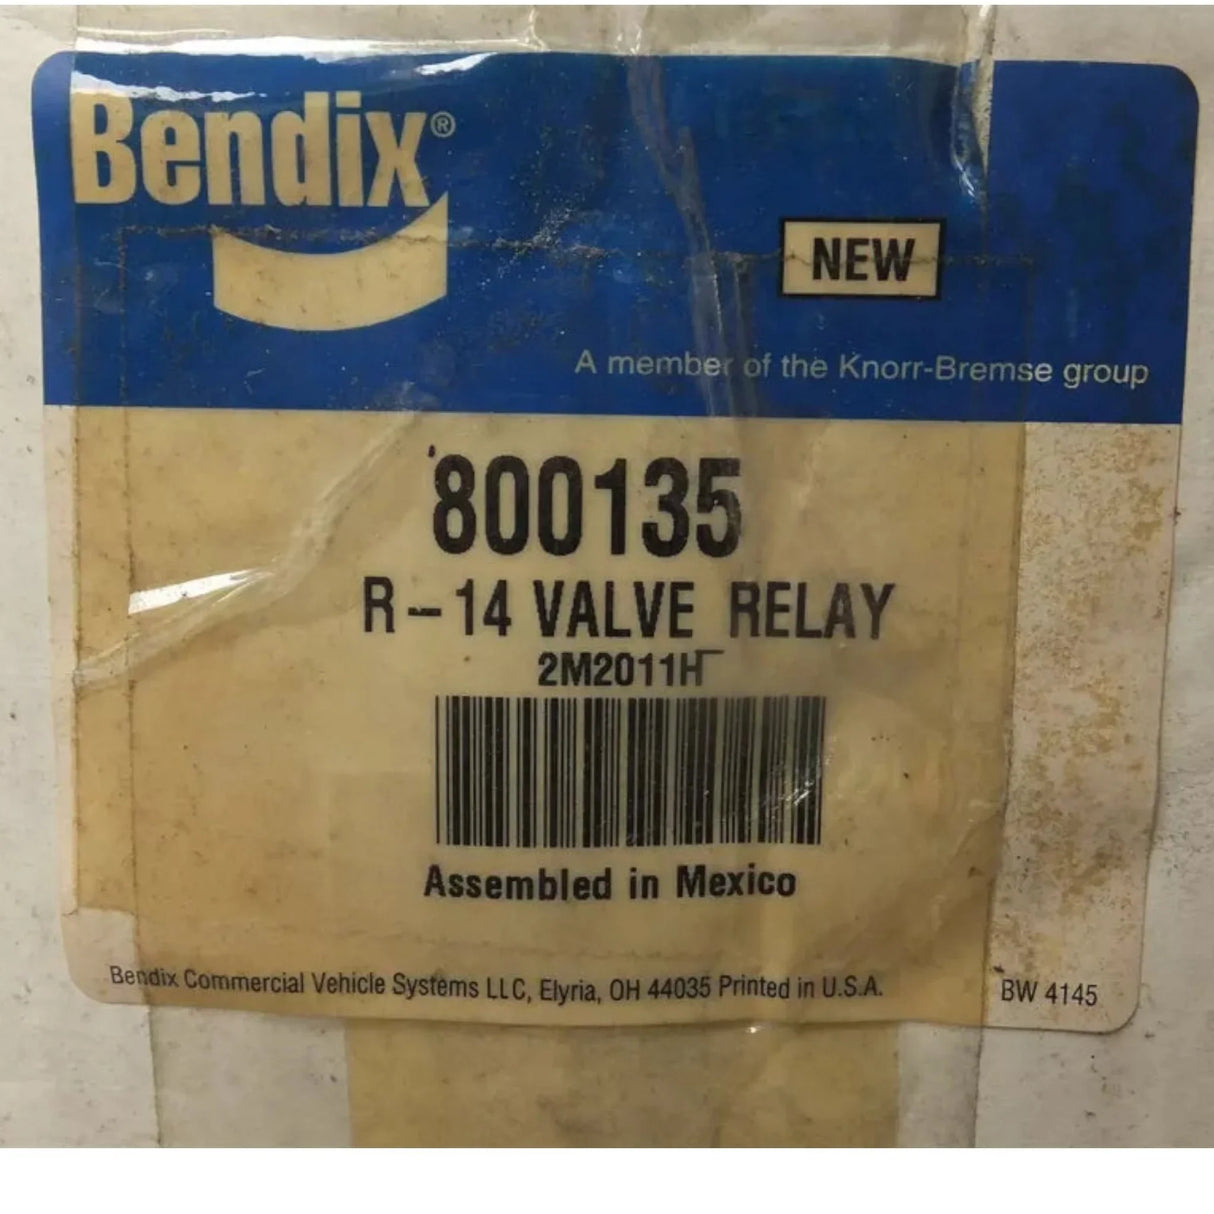 Bendix®
NEW
A member of the Knorr-Bremse group
800135
R-14 VALVE RELAY
2M2011H
Assembled in Mexico
Bendix Commercial Vehicle Systems LLC, Elyria, OH 44035 Printed in U.S.A.
BW 4145